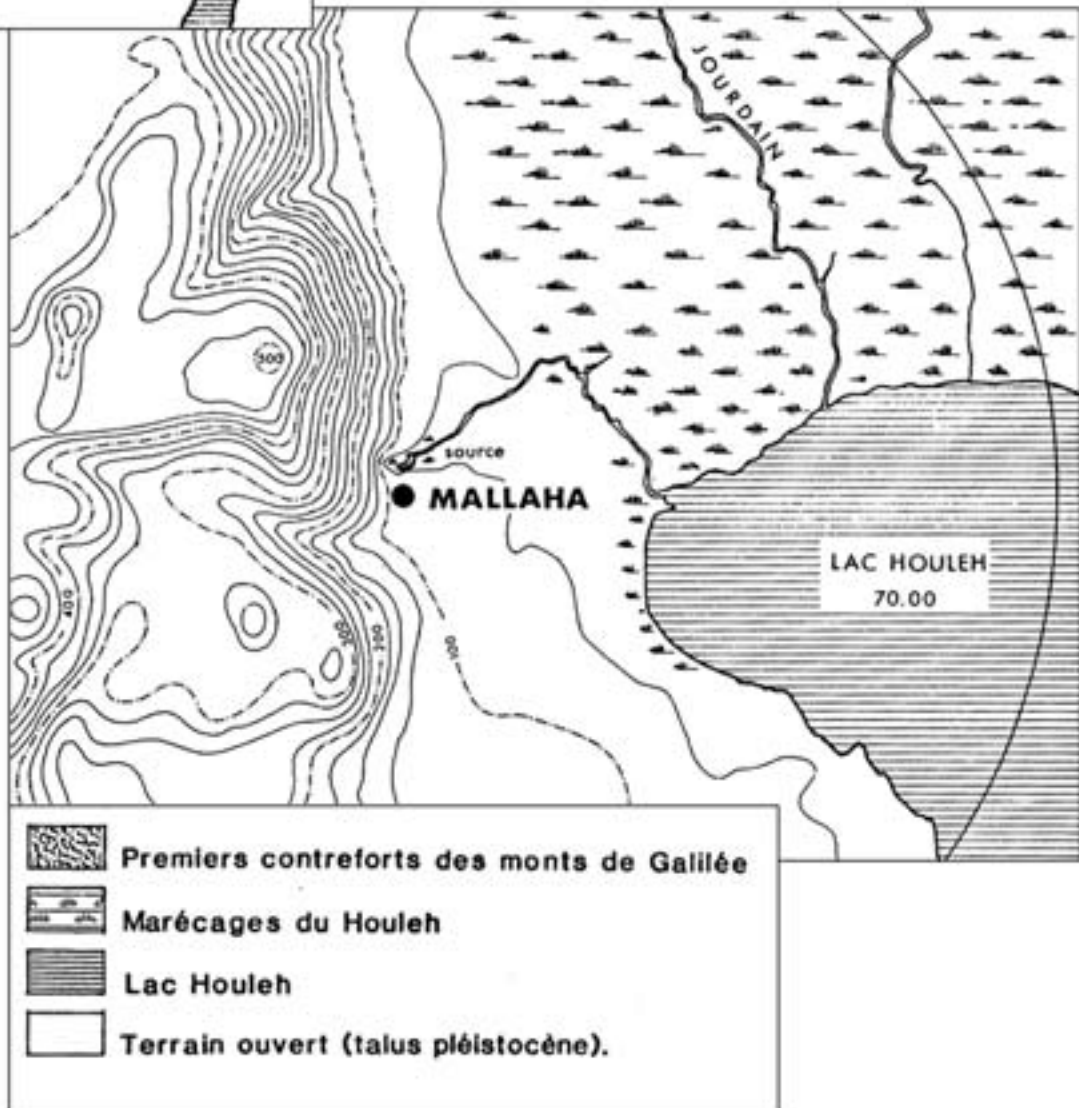 JOURDAIN
500
source
MALLAHA
LAC HOULEH
70.00
400
300
200
100
Premiers contreforts des monts de Galilée
Marécages du Houleh
Lac Houleh
Terrain ouvert (talus pléistocène).